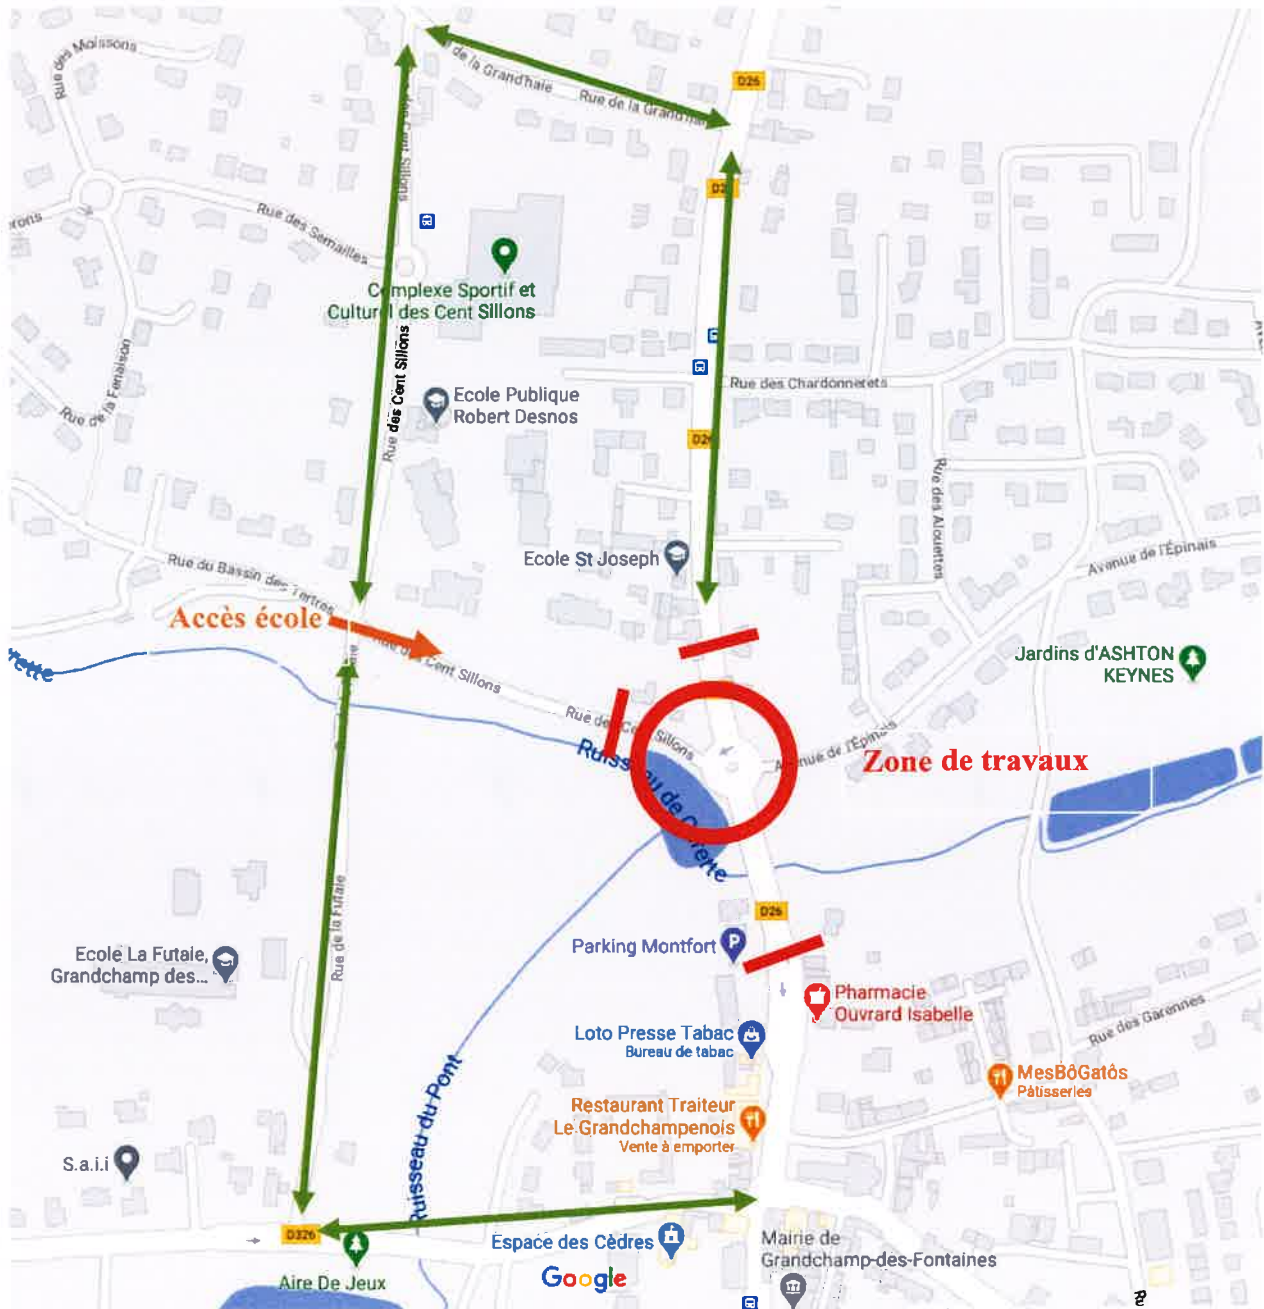 Rue des Moissons
de la Grand'haie
Rue de la Grand'haie
D26
des Cent Sillons
D26
Rue des Semailles
Complexe Sportif et
Culturel des Cent Sillons
Rue des Cent Sillons
Rue de la Fenaison
Rue de la Fenaison
Ecole Publique
Robert Desnos
Rue des Chardonnerets
D26
Rue des Alouettes
Ecole St Joseph
Avenue de l'Épinais
Rue du Bassin des Tertres
Accès école
Rue des Cent Sillons
Jardins d'ASHTON
KEYNES
Rue des Cent Sillons
Avenue de l'Épinais
Zone de travaux
D26
Rue de la Futaie
Parking Montfort
Ecole La Futaie,
Grandchamp des...
Pharmacie
Ouvrard Isabelle
Rue des Garennes
Loto Presse Tabac
Bureau de tabac
MesBôGatôs
Pâtisseries
Ruisseau du Pont
Restaurant Traiteur
Le Grandchampenois
Vente à emporter
S.a.i.i
D326
Espace des Cèdres
Mairie de
Grandchamp-des-Fontaines
Aire De Jeux
Google